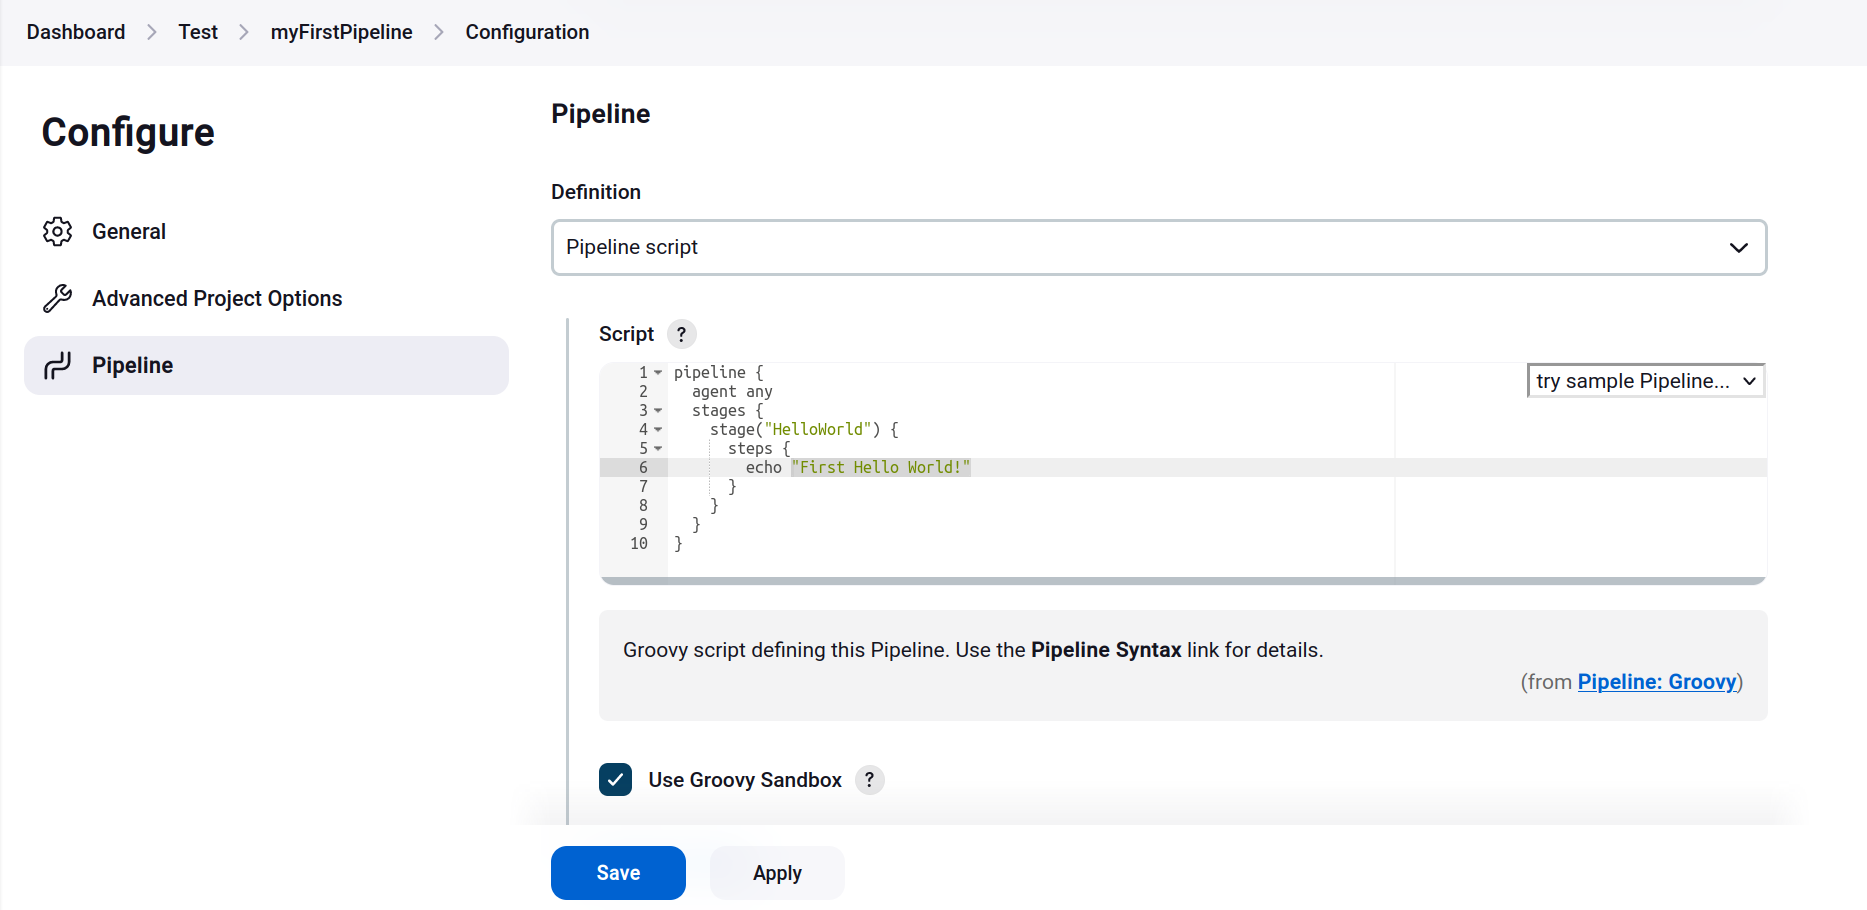 Dashboard > Test > myFirstPipeline > Configuration
Configure
General
Advanced Project Options
Pipeline
Pipeline
Definition
Pipeline script
Script ?
try sample Pipeline...
1 pipeline {
2   agent any
3   stages {
4     stage("HelloWorld") {
5       steps {
6         echo "First Hello World!"
7       }
8     }
9   }
10 }
Groovy script defining this Pipeline. Use the Pipeline Syntax link for details.
(from Pipeline: Groovy)
Use Groovy Sandbox ?
Save Apply